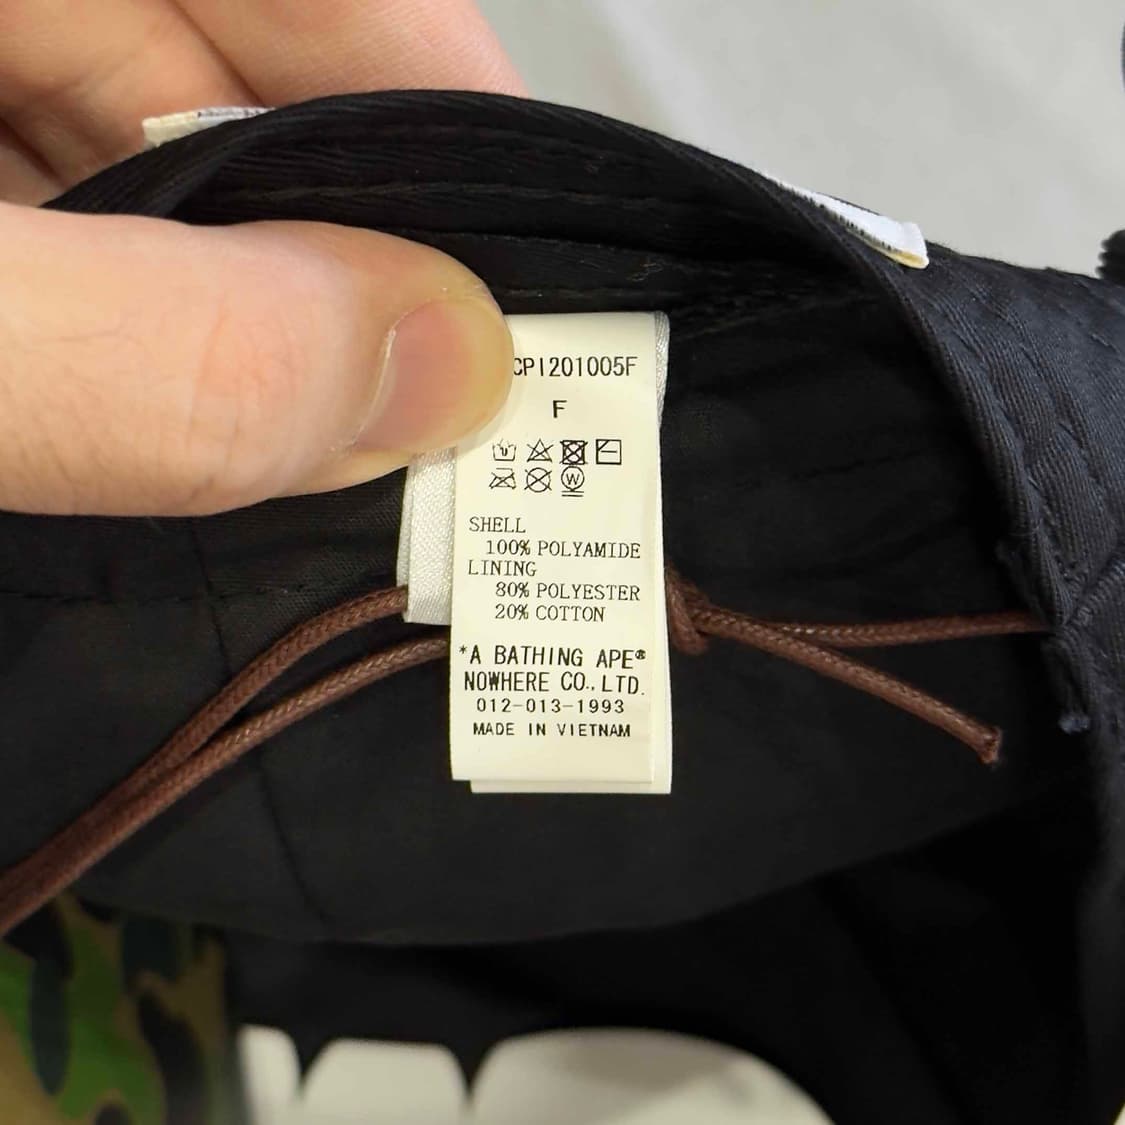 CPI201005F
F
W
SHELL
100% POLYAMIDE
LINING
80% POLYESTER
20% COTTON
*A BATHING APE®
NOWHERE CO.,LTD.
012-013-1993
MADE IN VIETNAM